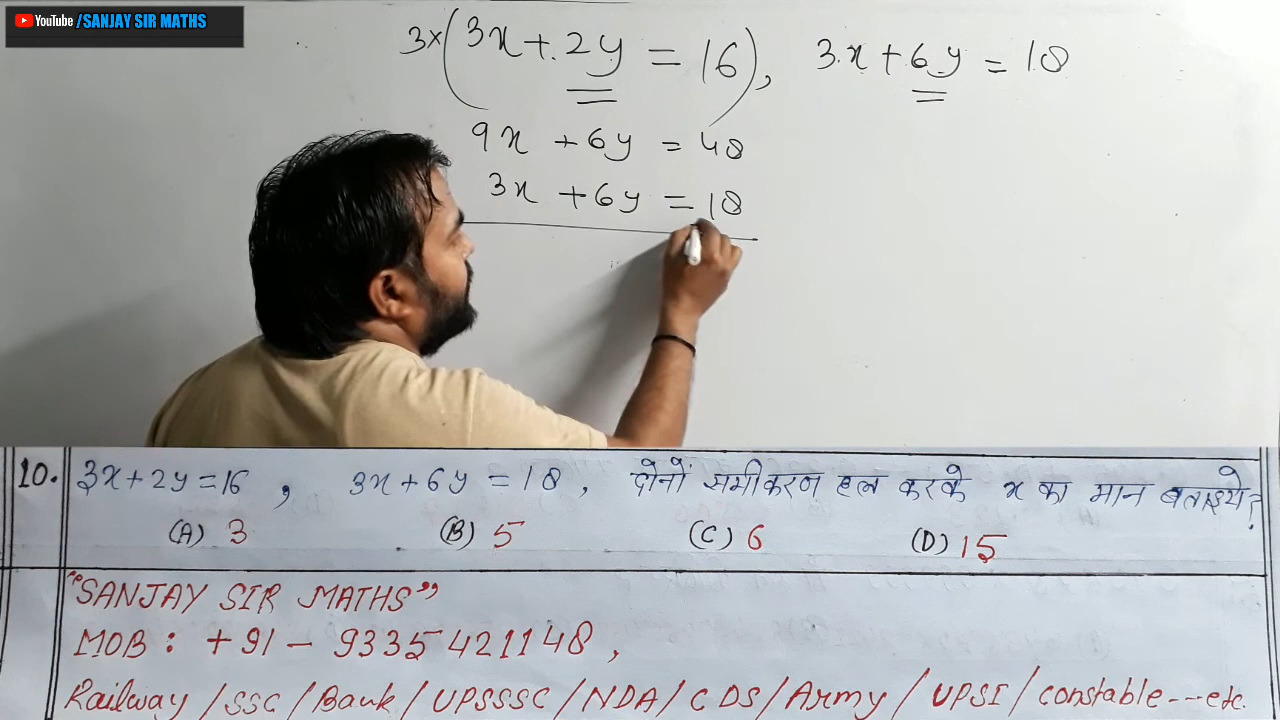 YouTube /SANJAY SIR MATHS
3×(3x+2y = 16), 3x+6y = 18
9x +6y = 48
3x +6y = 18
10. 3x+2y=16 , 3x+6y = 18 , दोनों समीकरण हल करके x का मान बताइये?
(A) 3 (B) 5 (C) 6 (D) 15
"SANJAY SIR MATHS"
MOB : +91 - 9335421148,
Railway /SSC/Bank/UPSSSC/NDA/CDS/Army/UPSI/constable---etc.